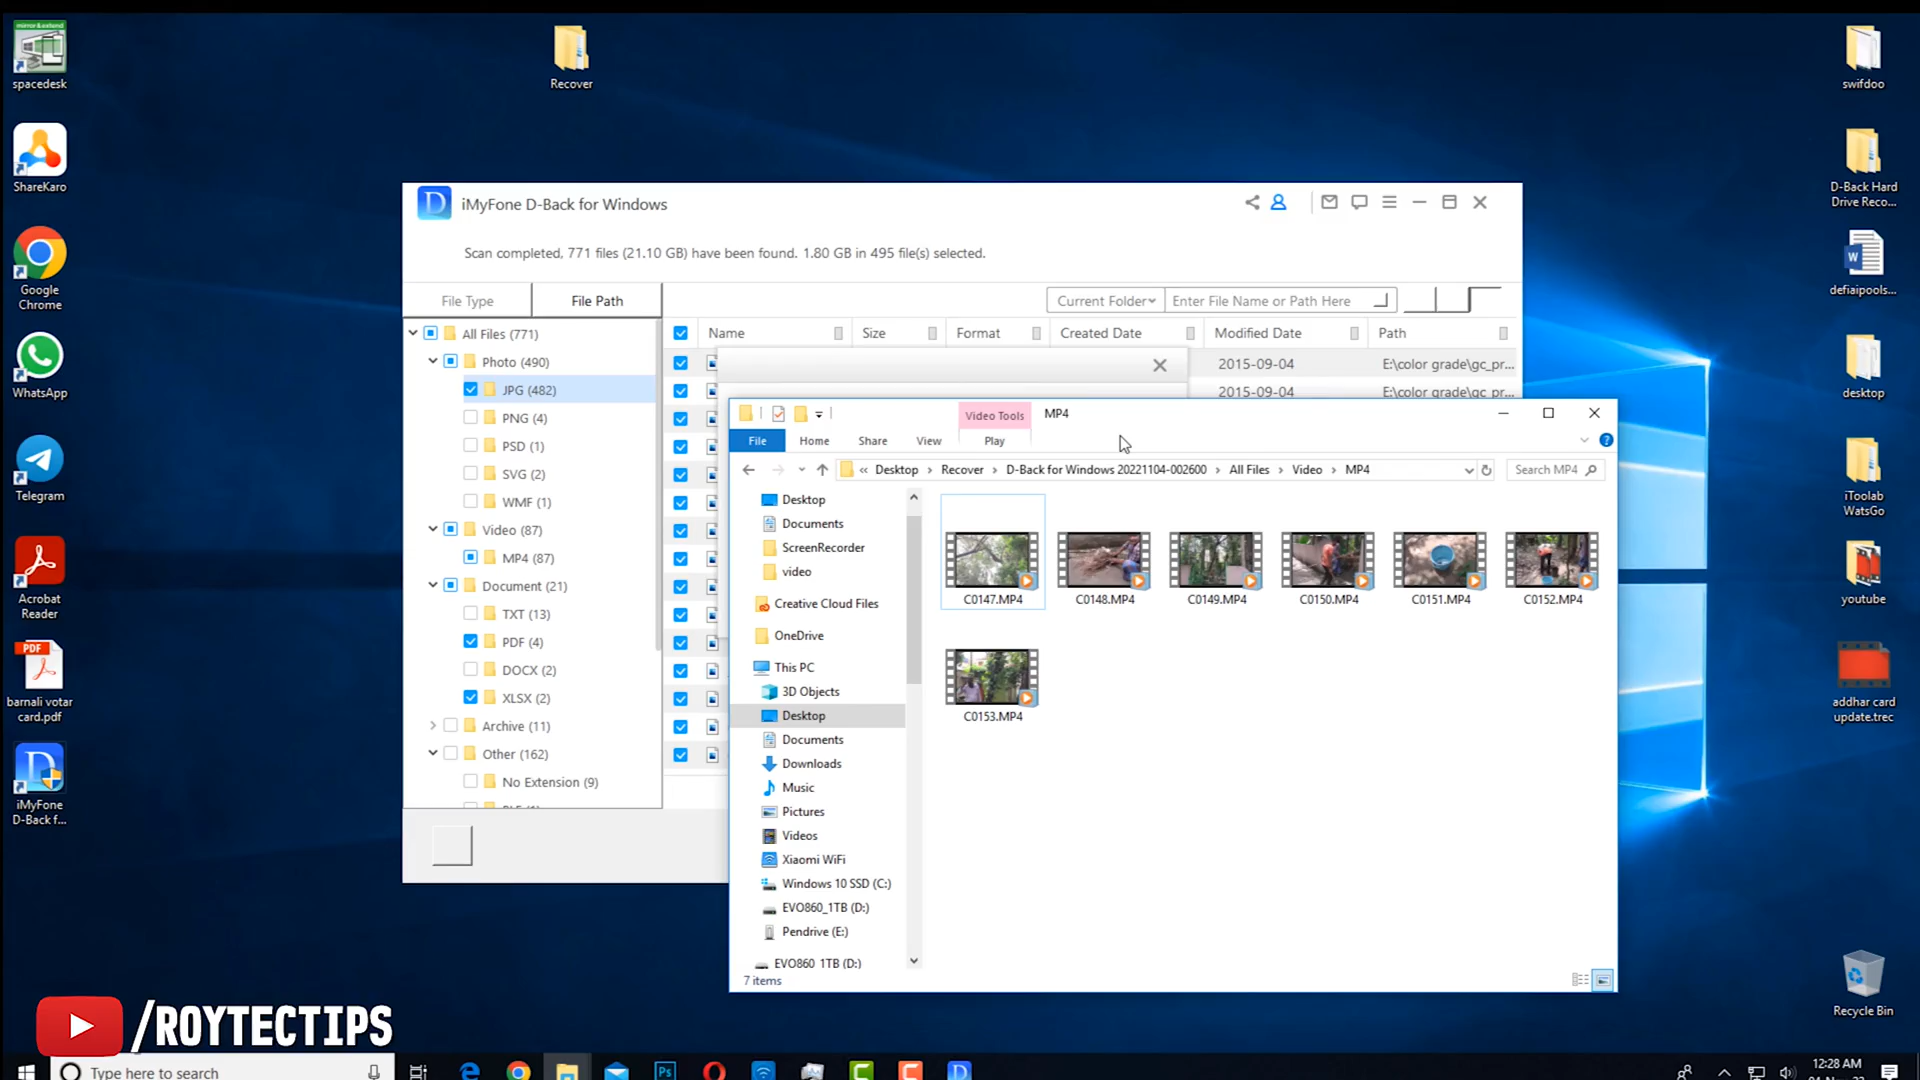 mirror & extend
spacedesk
ShareKaro
Google
Chrome
WhatsApp
Telegram
Acrobat
Reader
PDF
barnali votar
card.pdf
iMyFone
D-Back f...
Recover
swifdoo
D-Back Hard
Drive Reco...
defiaipools...
desktop
iToolab
WatsGo
youtube
addhar card
update.trec
Recycle Bin
iMyFone D-Back for Windows
Scan completed, 771 files (21.10 GB) have been found. 1.80 GB in 495 file(s) selected.
File Type
File Path
Current Folder
Enter File Name or Path Here
All Files (771)
Photo (490)
JPG (482)
PNG (4)
PSD (1)
SVG (2)
WMF (1)
Video (87)
MP4 (87)
Document (21)
TXT (13)
PDF (4)
DOCX (2)
XLSX (2)
Archive (11)
Other (162)
No Extension (9)
Name Size Format Created Date Modified Date Path
2015-09-04 E:\color grade\gc_pr...
2015-09-04 E:\color grade\gc_pr...
Video Tools MP4
File Home Share View Play
« Desktop › Recover › D-Back for Windows 20221104-002600 › All Files › Video › MP4
Search MP4
Desktop
Documents
ScreenRecorder
video
Creative Cloud Files
OneDrive
This PC
3D Objects
Desktop
Documents
Downloads
Music
Pictures
Videos
Xiaomi WiFi
Windows 10 SSD (C:)
EVO860_1TB (D:)
Pendrive (E:)
EVO860_1TB (D:)
C0147.MP4
C0148.MP4
C0149.MP4
C0150.MP4
C0151.MP4
C0152.MP4
C0153.MP4
7 items
/ROYTECTIPS
Type here to search
Ps
12:28 AM